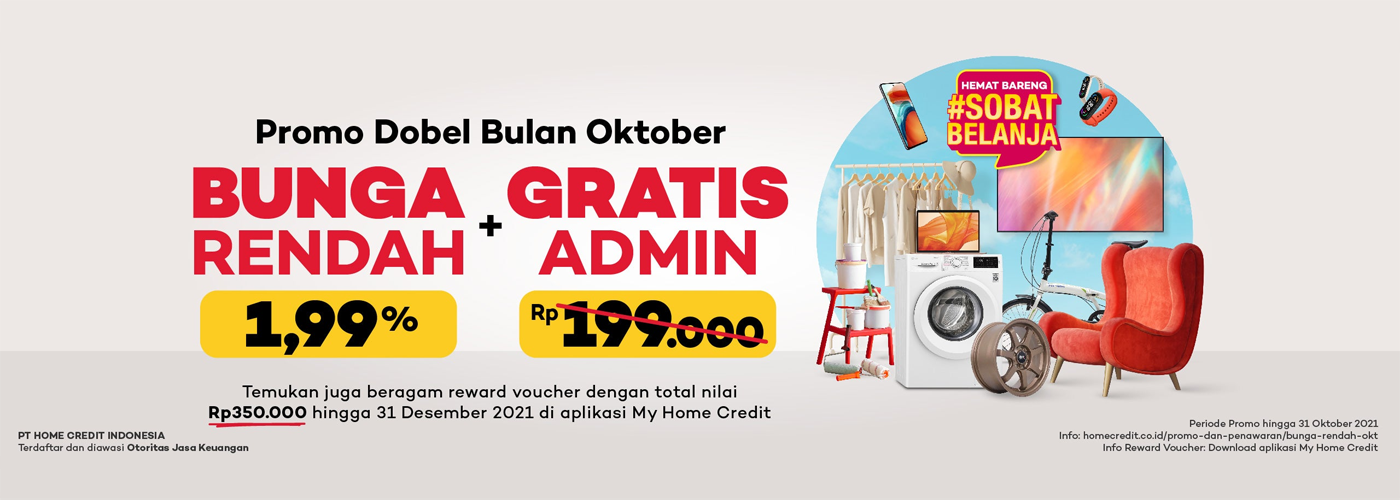 Promo Dobel Bulan Oktober
BUNGA
RENDAH
1,99%
+
GRATIS
ADMIN
Rp199.000
Temukan juga beragam reward voucher dengan total nilai
Rp350.000 hingga 31 Desember 2021 di aplikasi My Home Credit
HEMAT BARENG
#SOBAT
BELANJA
PT HOME CREDIT INDONESIA
Terdaftar dan diawasi Otoritas Jasa Keuangan
Periode Promo hingga 31 Oktober 2021
Info: homecredit.co.id/promo-dan-penawaran/bunga-rendah-okt
Info Reward Voucher: Download aplikasi My Home Credit